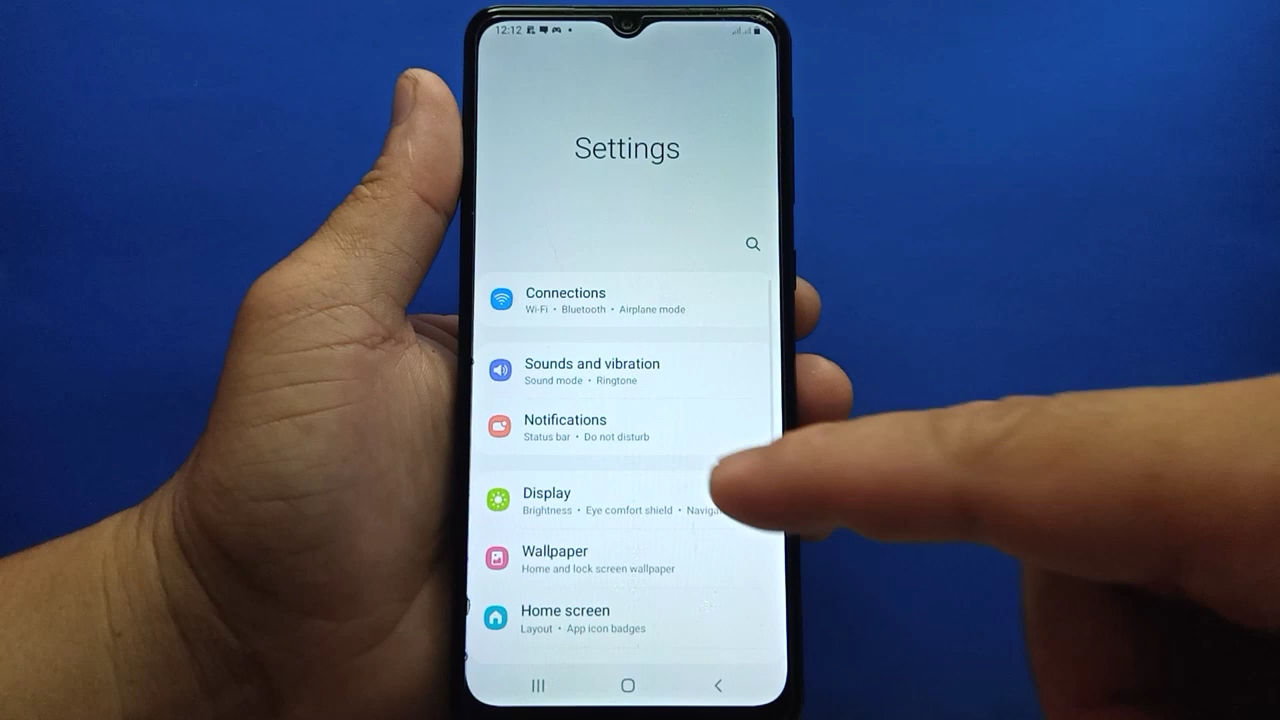 12:12
Settings
Connections
Wi-Fi • Bluetooth • Airplane mode
Sounds and vibration
Sound mode • Ringtone
Notifications
Status bar • Do not disturb
Display
Brightness • Eye comfort shield •
Wallpaper
Home and lock screen wallpaper
Home screen
Layout • App icon badges